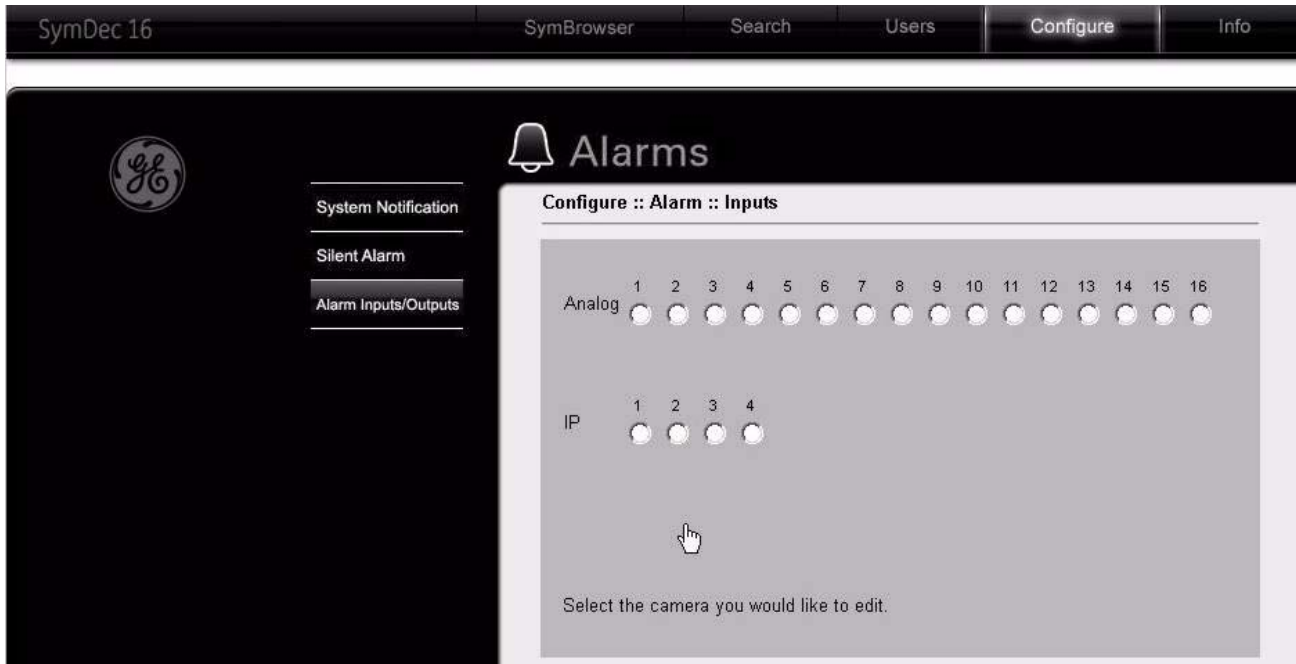 SymDec 16 SymBrowser Search Users Configure Info
GE
Alarms
System Notification
Silent Alarm
Alarm Inputs/Outputs
Configure :: Alarm :: Inputs
1 2 3 4 5 6 7 8 9 10 11 12 13 14 15 16
Analog
1 2 3 4
IP
Select the camera you would like to edit.